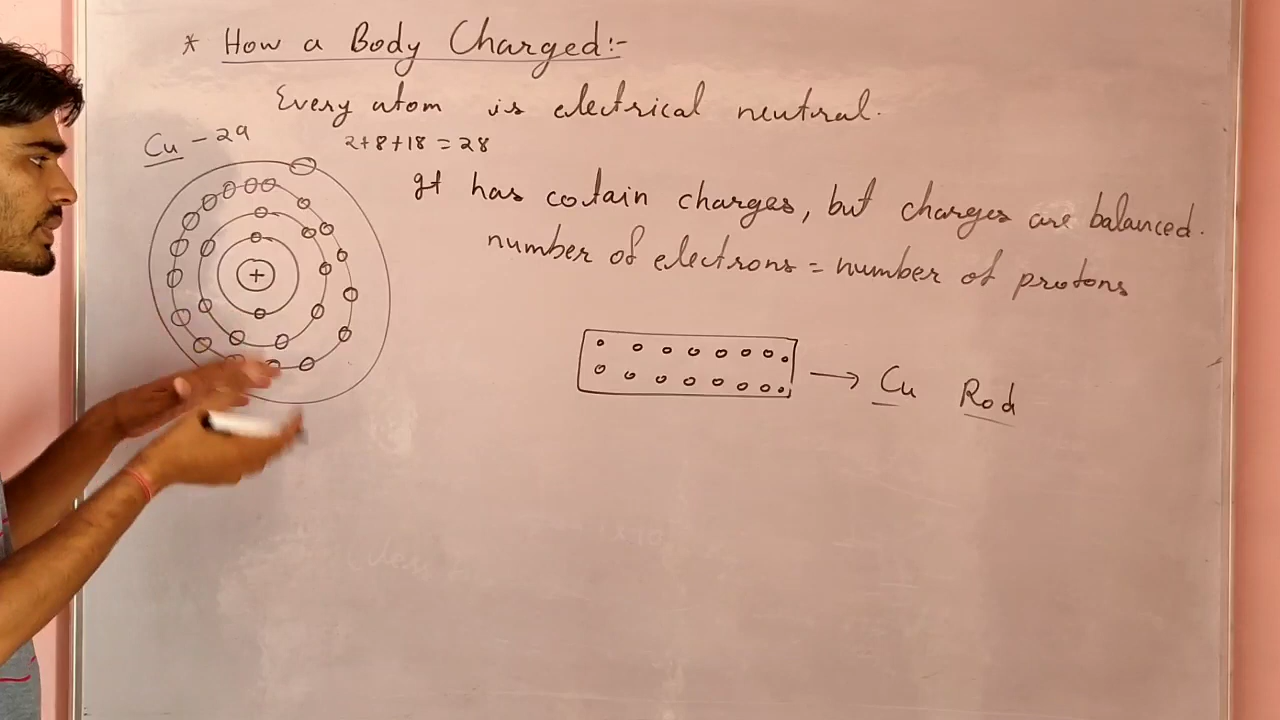 * How a Body Charged:-
Every atom is electrical neutral.
Cu - 29
2+8+18 = 28
It has cotain charges, but charges are balanced.
number of electrons = number of protons
+
→ Cu Rod